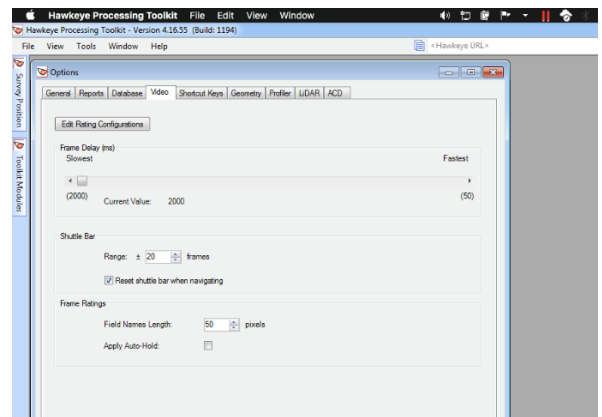 Hawkeye Processing Toolkit File Edit View Window
Hawkeye Processing Toolkit - Version 4.16.55 (Build: 1194)
File View Tools Window Help <Hawkeye URL>
Survey Position
Toolkit Modules
Options
General Reports Database Video Shortcut Keys Geometry Profiler LiDAR ACD
Edit Rating Configurations
Frame Delay (ms)
Slowest Fastest
(2000) Current Value: 2000 (50)
Shuttle Bar
Range: ± 20 frames
Reset shuttle bar when navigating
Frame Ratings
Field Names Length: 50 pixels
Apply Auto-Hold: